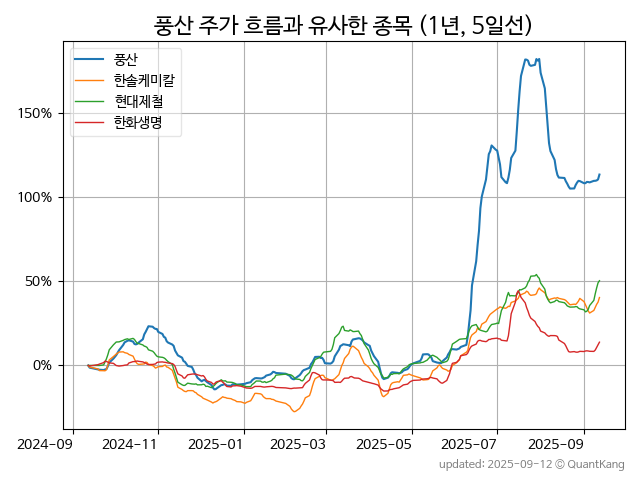 풍산 주가 흐름과 유사한 종목 (1년, 5일선)
풍산
한솔케미칼
현대제철
한화생명
150%
100%
50%
0%
2024-09
2024-11
2025-01
2025-03
2025-05
2025-07
2025-09
updated: 2025-09-12 © QuantKang